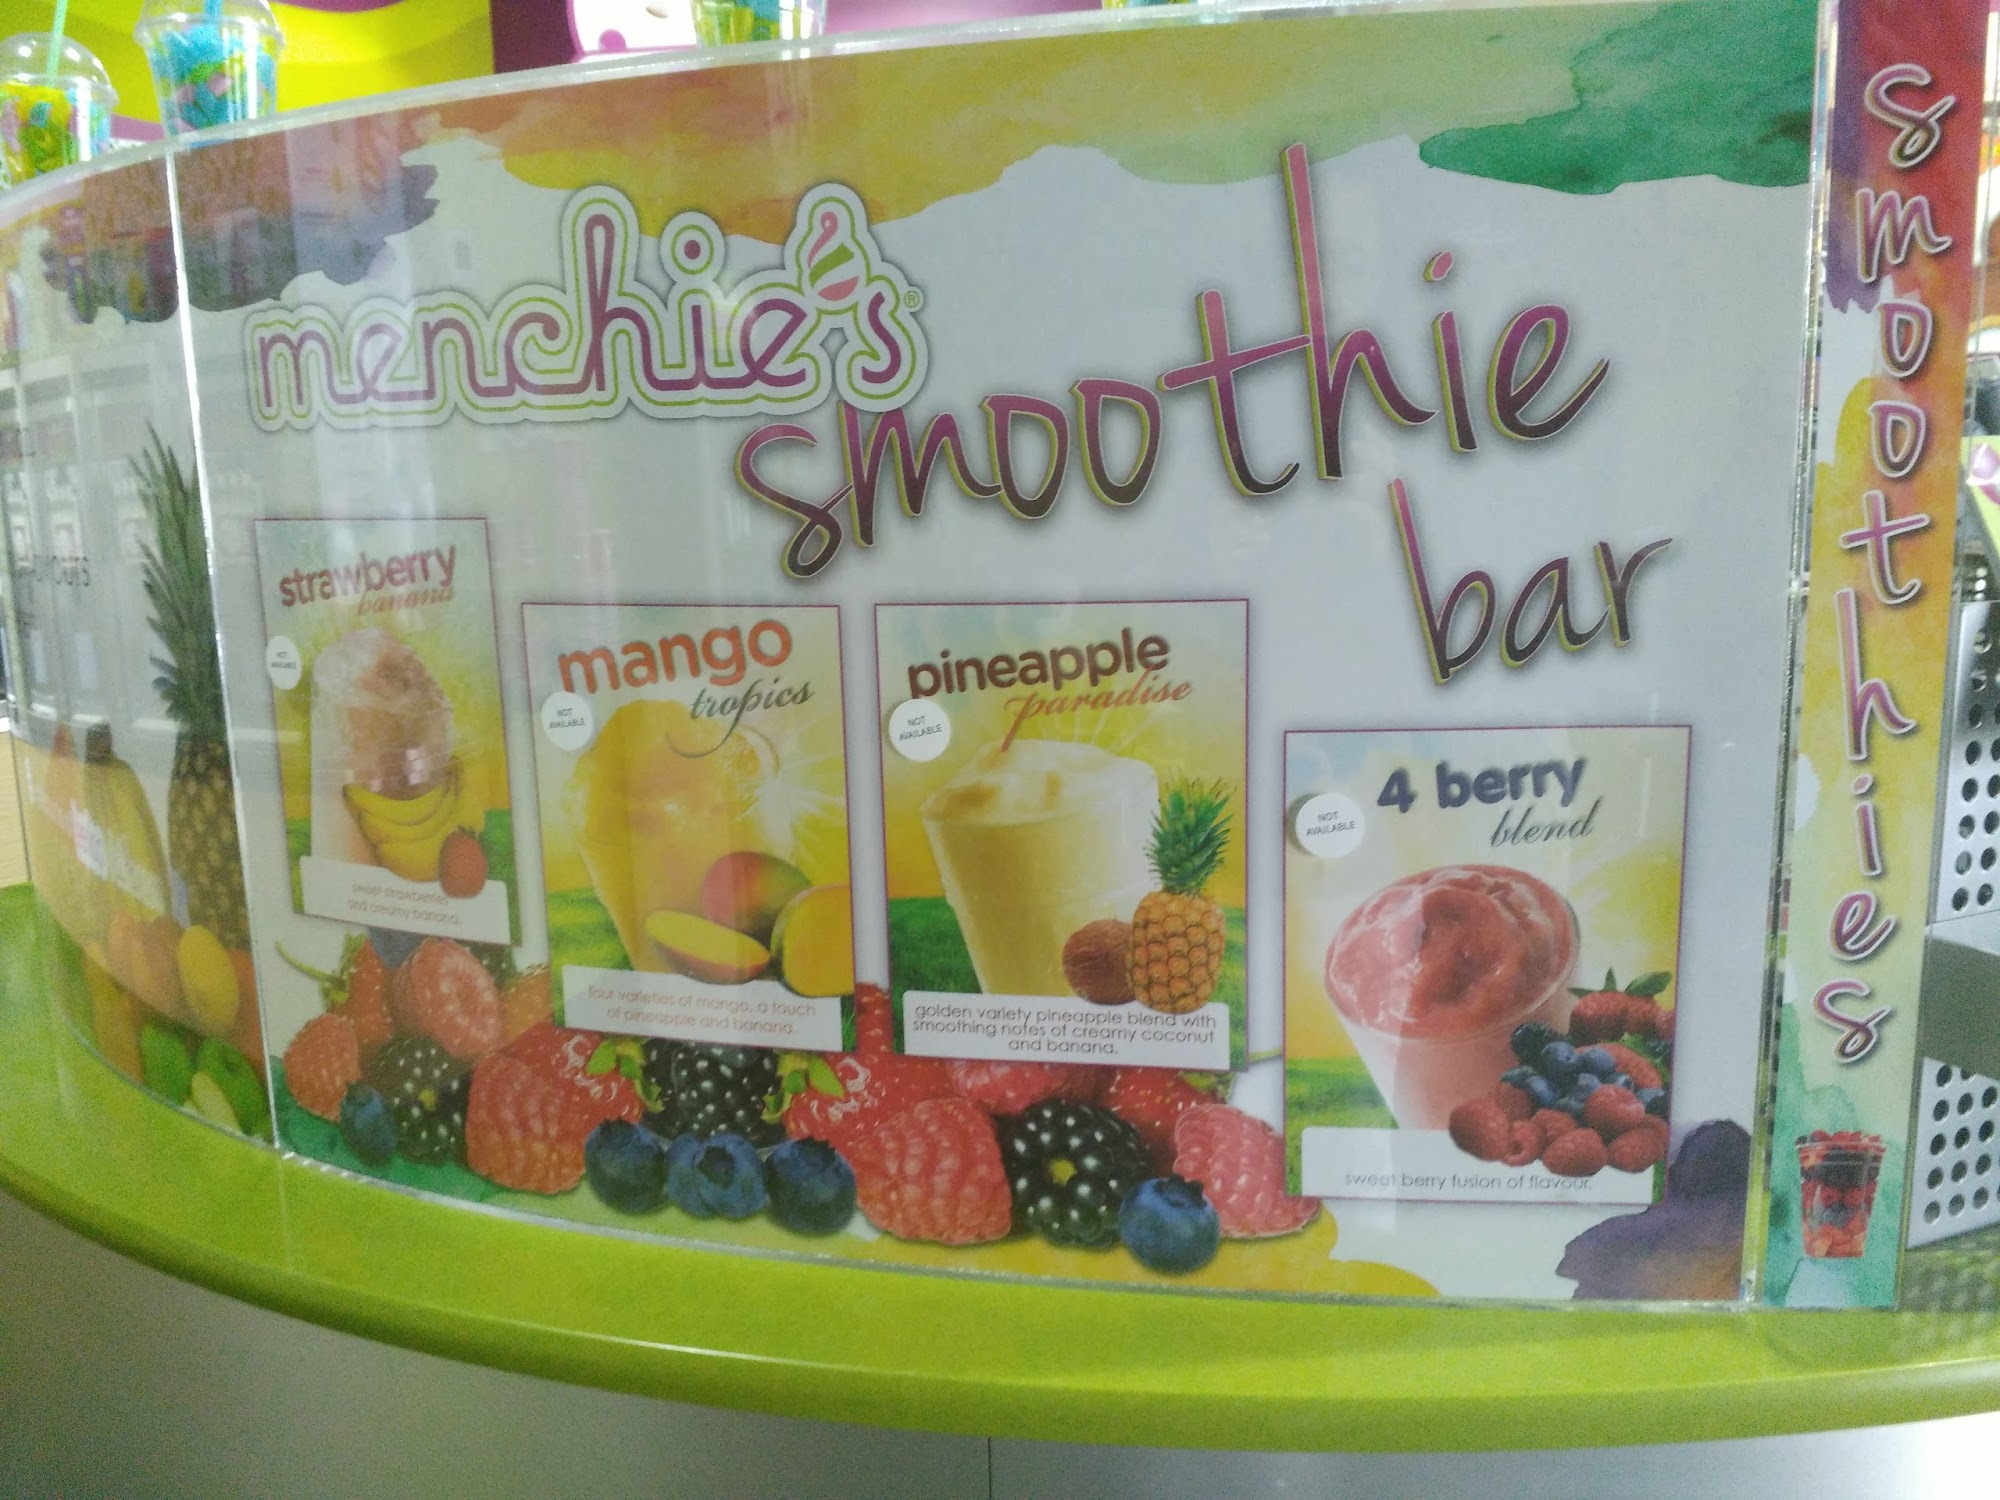 menchie's®
smoothie
bar
strawberry
banana
NOT
AVAILABLE
sweet strawberries
and creamy banana.
mango
tropics
NOT
AVAILABLE
four varieties of mango, a touch
of pineapple and banana.
pineapple
paradise
NOT
AVAILABLE
golden variety pineapple blend with
smoothing notes of creamy coconut
and banana.
4 berry
blend
NOT
AVAILABLE
sweet berry fusion of flavour.
smoothies